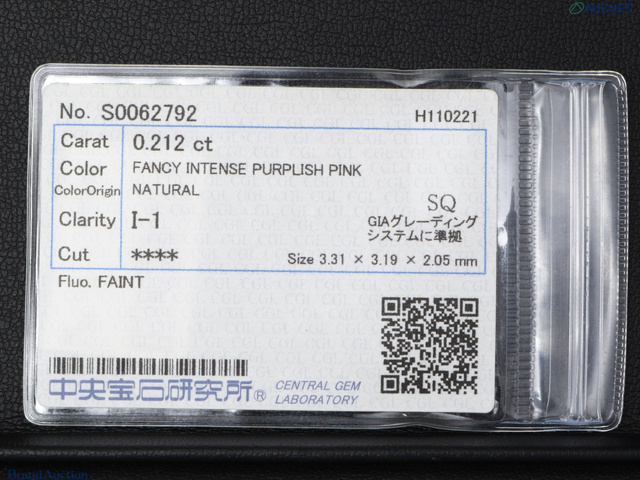 No. S0062792 H110221
Carat 0.212 ct
Color FANCY INTENSE PURPLISH PINK
ColorOrigin NATURAL
SQ
Clarity I-1
GIAグレーディング
システムに準拠
Cut ****
Size 3.31 × 3.19 × 2.05 mm
Fluo. FAINT
中央宝石研究所®
CENTRAL GEM
LABORATORY
BrandAuction